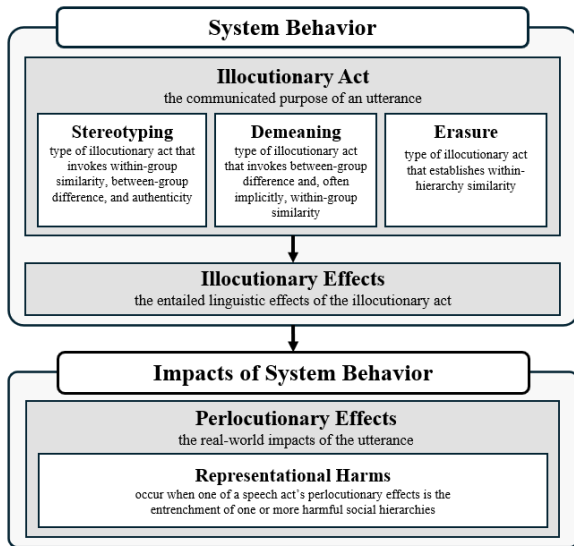 System Behavior
Illocutionary Act
the communicated purpose of an utterance
Stereotyping
type of illocutionary act that
invokes within-group
similarity, between-group
difference, and authenticity
Demeaning
type of illocutionary act
that invokes between-group
difference and, often
implicitly, within-group
similarity
Erasure
type of illocutionary act
that establishes within-
hierarchy similarity
Illocutionary Effects
the entailed linguistic effects of the illocutionary act
Impacts of System Behavior
Perlocutionary Effects
the real-world impacts of the utterance
Representational Harms
occur when one of a speech act's perlocutionary effects is the
entrenchment of one or more harmful social hierarchies